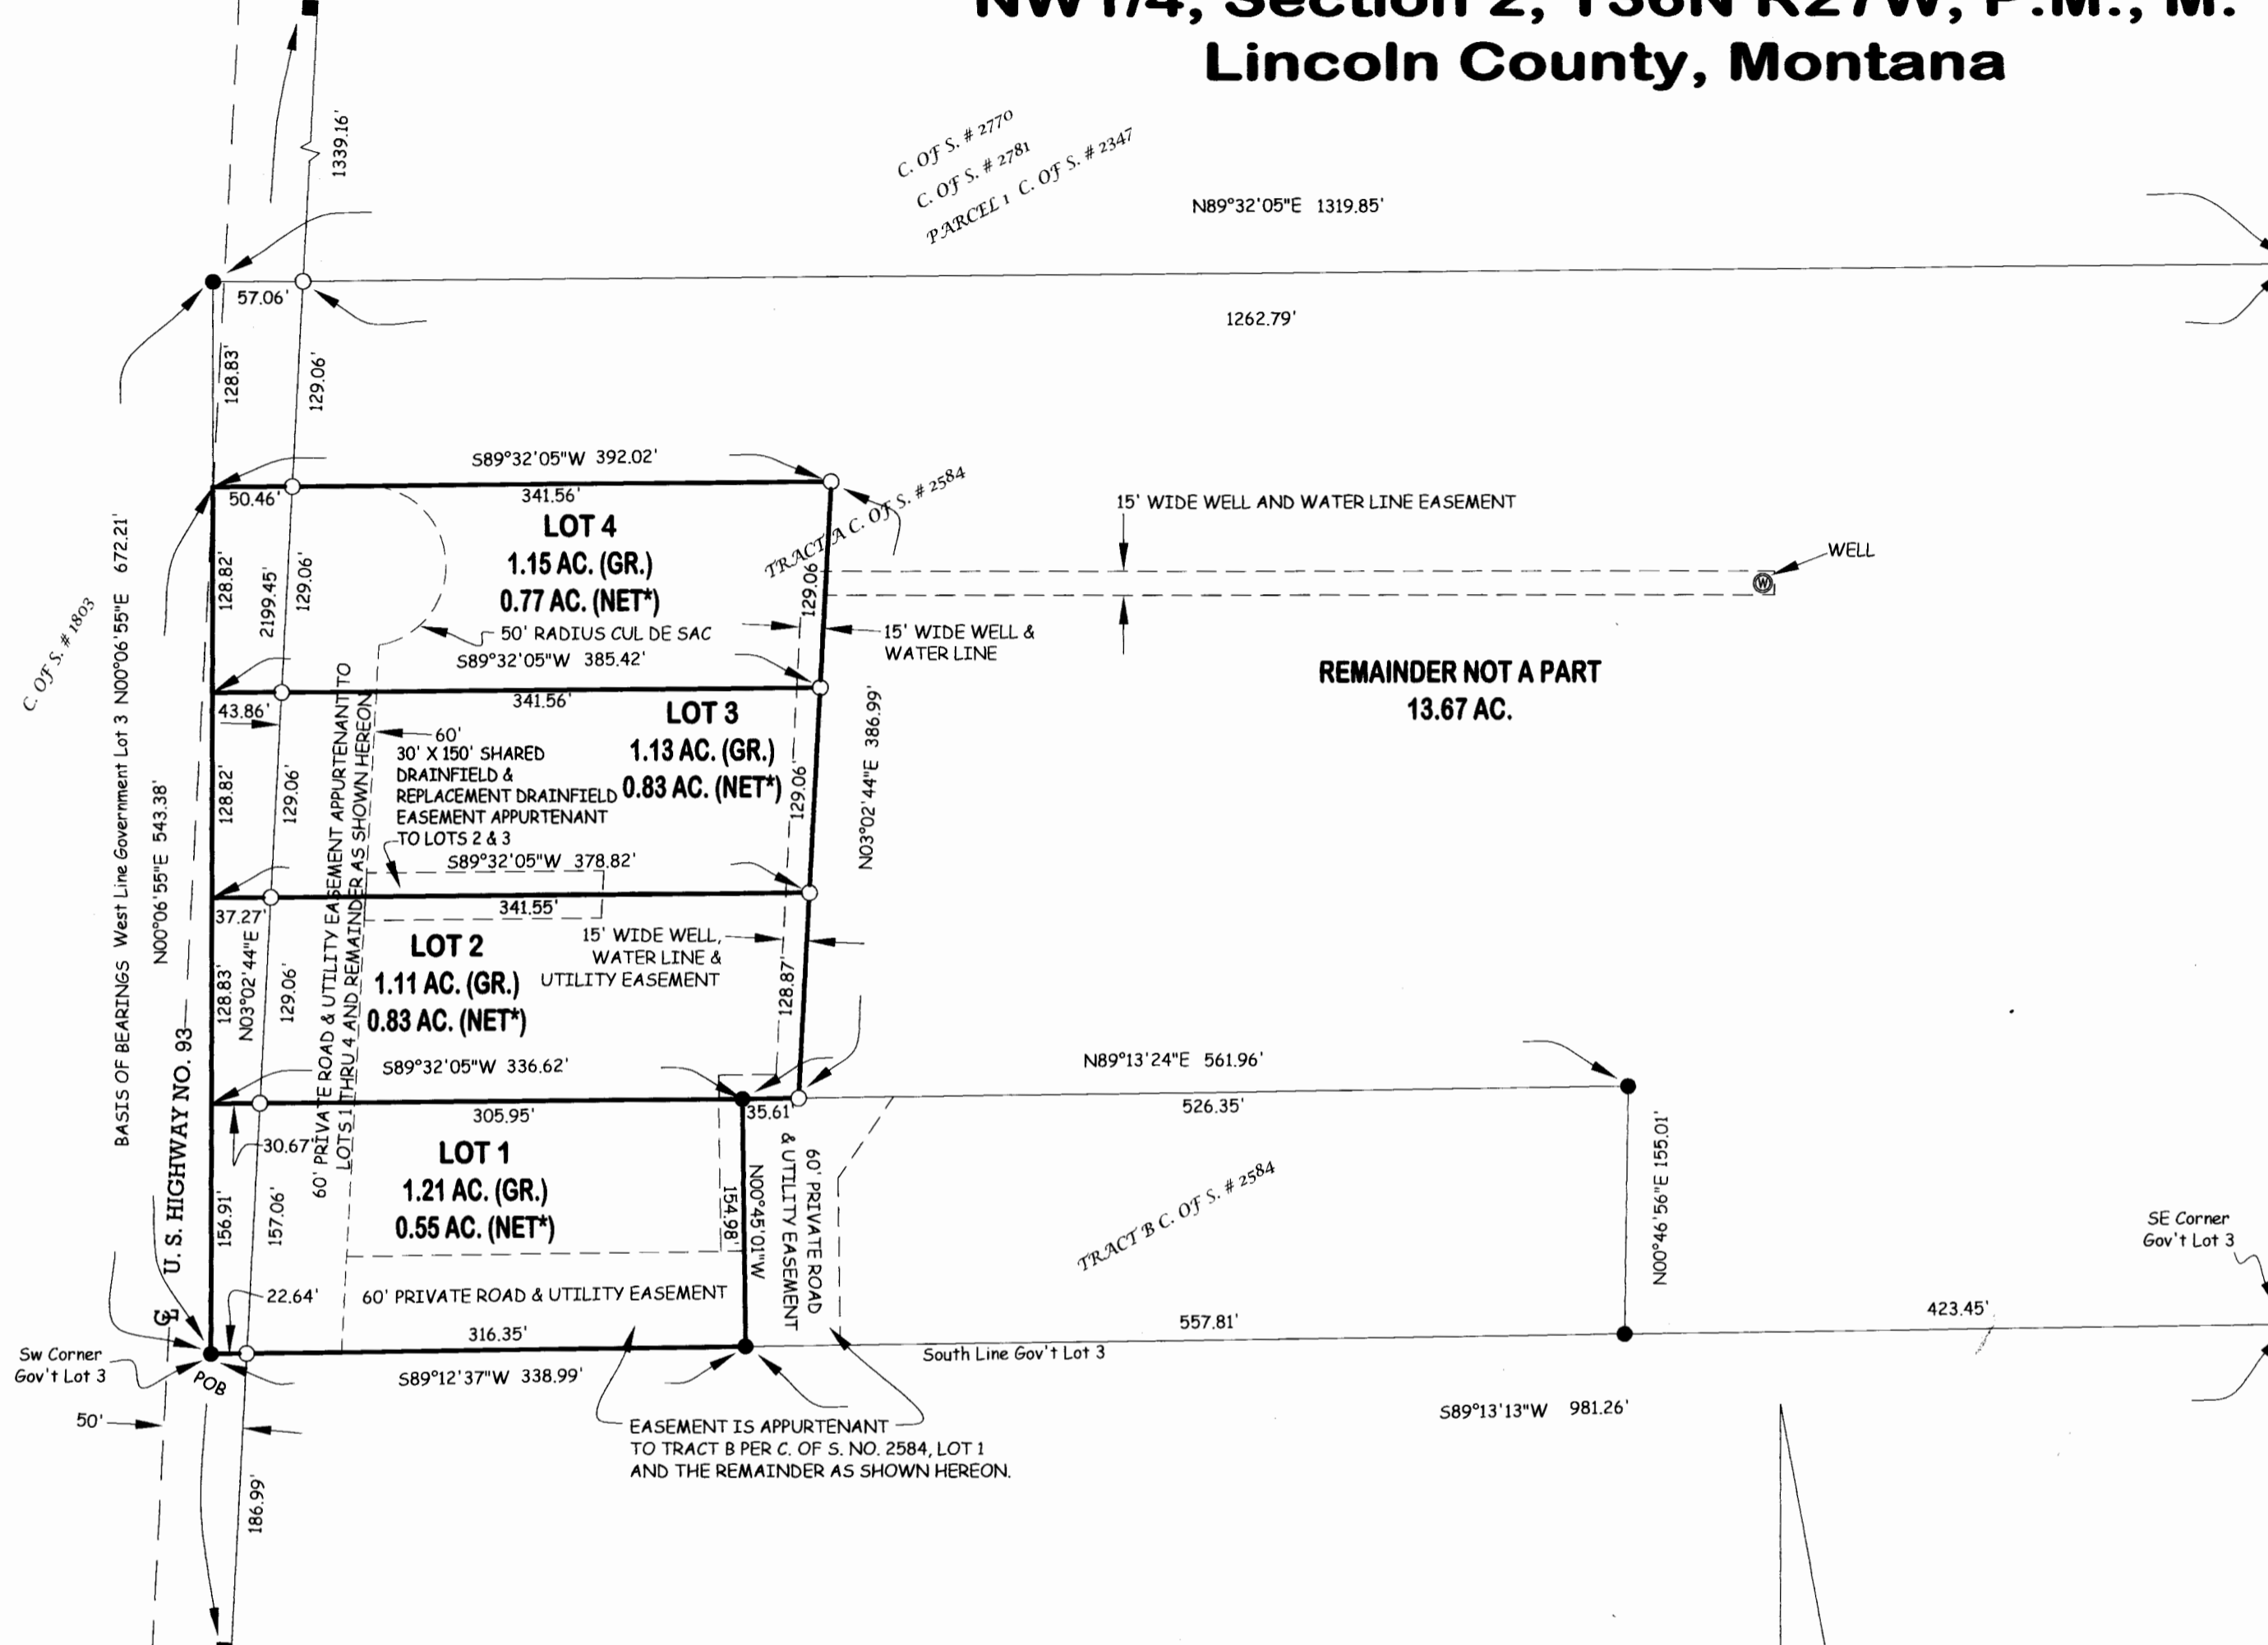 NW1/4, Section 2, T36N R27W, P.M., M.
Lincoln County, Montana
1339.16'
C. OF S. # 2770
C. OF S. # 2781
PARCEL 1 C. OF S. # 2347
N89°32'05"E 1319.85'
57.06'
1262.79'
128.83'
129.06'
S89°32'05"W 392.02'
50.46'
341.56'
TRACT A C. OF S. # 2584
15' WIDE WELL AND WATER LINE EASEMENT
WELL
W
LOT 4
1.15 AC. (GR.)
0.77 AC. (NET*)
128.82'
2199.45'
129.06'
129.06'
50' RADIUS CUL DE SAC
15' WIDE WELL &
WATER LINE
C. OF S. # 1803
BASIS OF BEARINGS West Line Government Lot 3 N00°06'55"E 672.21'
N00°06'55"E 543.38'
S89°32'05"W 385.42'
341.56'
43.86'
REMAINDER NOT A PART
13.67 AC.
LOT 3
1.13 AC. (GR.)
0.83 AC. (NET*)
60'
30' X 150' SHARED
DRAINFIELD &
REPLACEMENT DRAINFIELD
EASEMENT APPURTENANT
TO LOTS 2 & 3
128.82'
129.06'
129.06'
N03°02'44"E 386.99'
60' PRIVATE ROAD & UTILITY EASEMENT APPURTENANT TO
LOTS 1 THRU 4 AND REMAINDER AS SHOWN HEREON
S89°32'05"W 378.82'
341.55'
37.27'
LOT 2
1.11 AC. (GR.)
0.83 AC. (NET*)
15' WIDE WELL,
WATER LINE &
UTILITY EASEMENT
128.83'
N03°02'44"E
129.06'
128.87'
U. S. HIGHWAY NO. 93
S89°32'05"W 336.62'
305.95'
35.61'
N89°13'24"E 561.96'
526.35'
30.67'
LOT 1
1.21 AC. (GR.)
0.55 AC. (NET*)
156.91'
157.06'
154.98'
N00°45'01"W
60' PRIVATE ROAD
& UTILITY EASEMENT
TRACT B C. OF S. # 2584
N00°46'56"E 155.01'
SE Corner
Gov't Lot 3
22.64'
60' PRIVATE ROAD & UTILITY EASEMENT
316.35'
557.81'
423.45'
CL
Sw Corner
Gov't Lot 3
POB
S89°12'37"W 338.99'
South Line Gov't Lot 3
S89°13'13"W 981.26'
50'
EASEMENT IS APPURTENANT
TO TRACT B PER C. OF S. NO. 2584, LOT 1
AND THE REMAINDER AS SHOWN HEREON.
186.99'